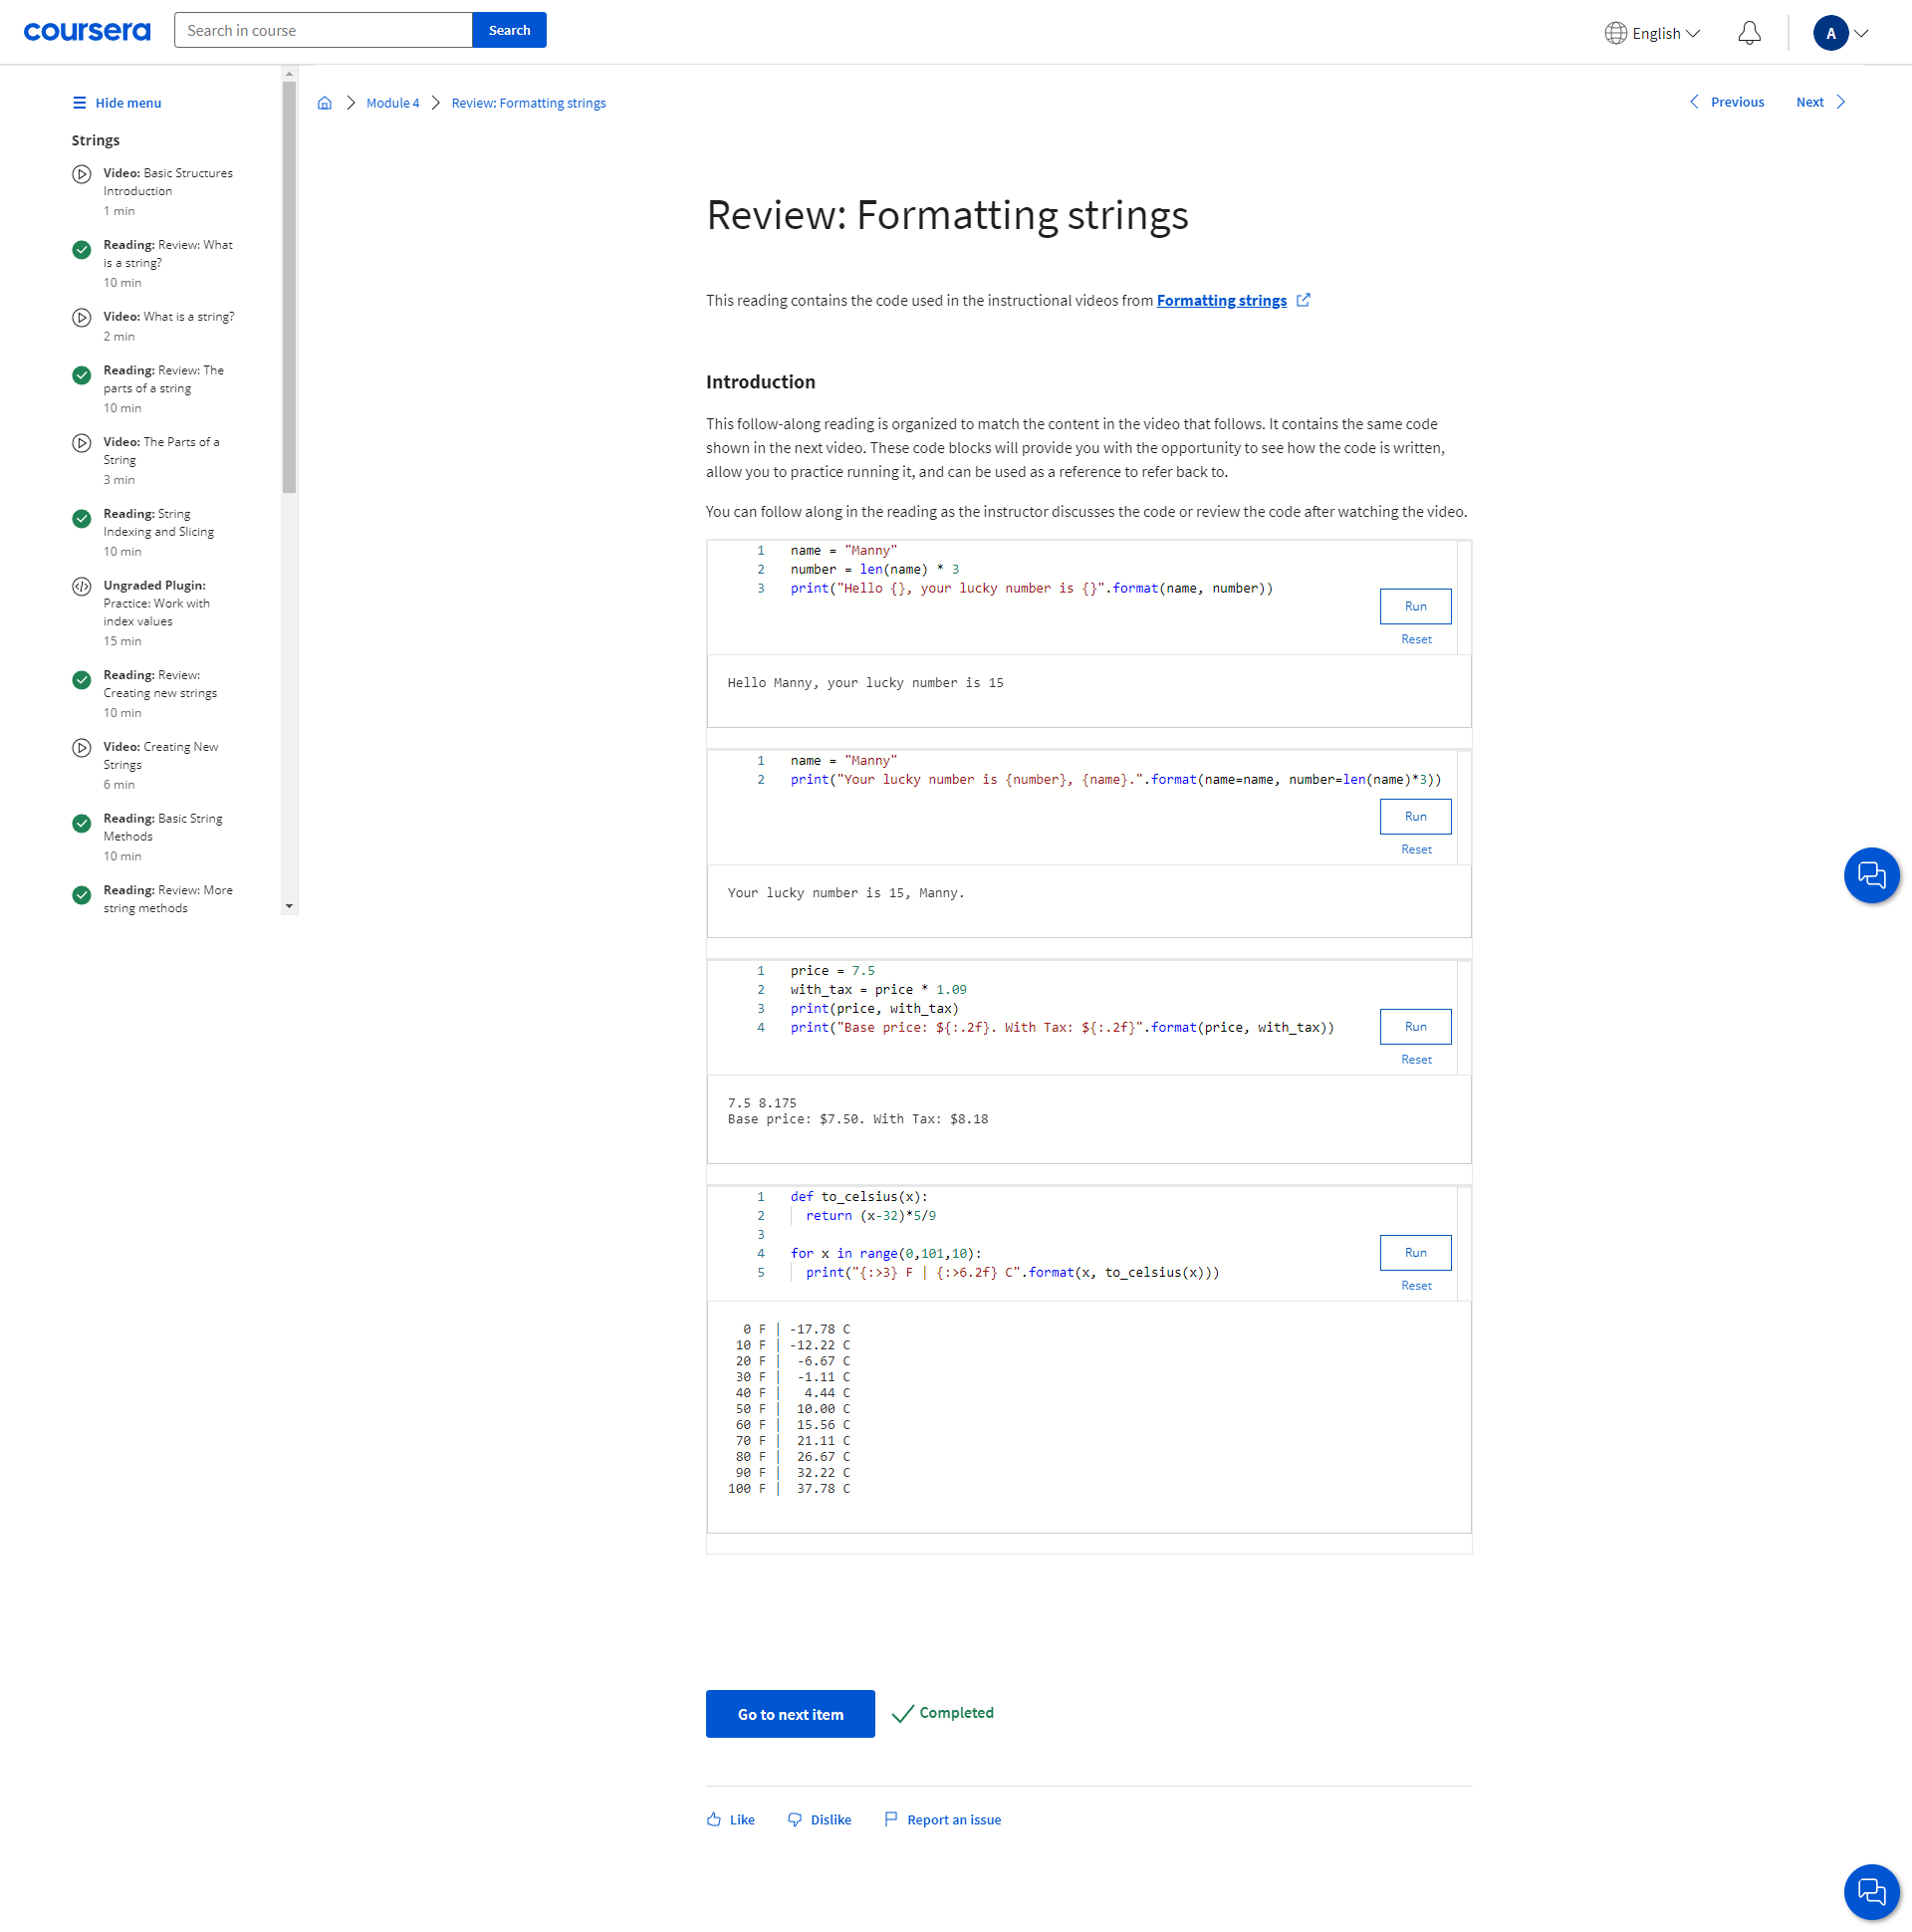 coursera
Search in course
Search
English
A
Hide menu
Strings
Video: Basic Structures
Introduction
1 min
Reading: Review: What
is a string?
10 min
Video: What is a string?
2 min
Reading: Review: The
parts of a string
10 min
Video: The Parts of a
String
3 min
Reading: String
Indexing and Slicing
10 min
Ungraded Plugin:
Practice: Work with
index values
15 min
Reading: Review:
Creating new strings
10 min
Video: Creating New
Strings
6 min
Reading: Basic String
Methods
10 min
Reading: Review: More
string methods
Module 4
Review: Formatting strings
Previous
Next
Review: Formatting strings
This reading contains the code used in the instructional videos from Formatting strings
Introduction
This follow-along reading is organized to match the content in the video that follows. It contains the same code
shown in the next video. These code blocks will provide you with the opportunity to see how the code is written,
allow you to practice running it, and can be used as a reference to refer back to.
You can follow along in the reading as the instructor discusses the code or review the code after watching the video.
1 name = "Manny"
2 number = len(name) * 3
3 print("Hello {}, your lucky number is {}".format(name, number))
Run
Reset
Hello Manny, your lucky number is 15
1 name = "Manny"
2 print("Your lucky number is {number}, {name}.".format(name=name, number=len(name)*3))
Run
Reset
Your lucky number is 15, Manny.
1 price = 7.5
2 with_tax = price * 1.09
3 print(price, with_tax)
4 print("Base price: ${:.2f}. With Tax: ${:.2f}".format(price, with_tax))
Run
Reset
7.5 8.175
Base price: $7.50. With Tax: $8.18
1 def to_celsius(x):
2   return (x-32)*5/9
3
4 for x in range(0,101,10):
5   print("{:>3} F | {:>6.2f} C".format(x, to_celsius(x)))
Run
Reset
  0 F | -17.78 C
 10 F | -12.22 C
 20 F |  -6.67 C
 30 F |  -1.11 C
 40 F |   4.44 C
 50 F |  10.00 C
 60 F |  15.56 C
 70 F |  21.11 C
 80 F |  26.67 C
 90 F |  32.22 C
100 F |  37.78 C
Go to next item
Completed
Like
Dislike
Report an issue